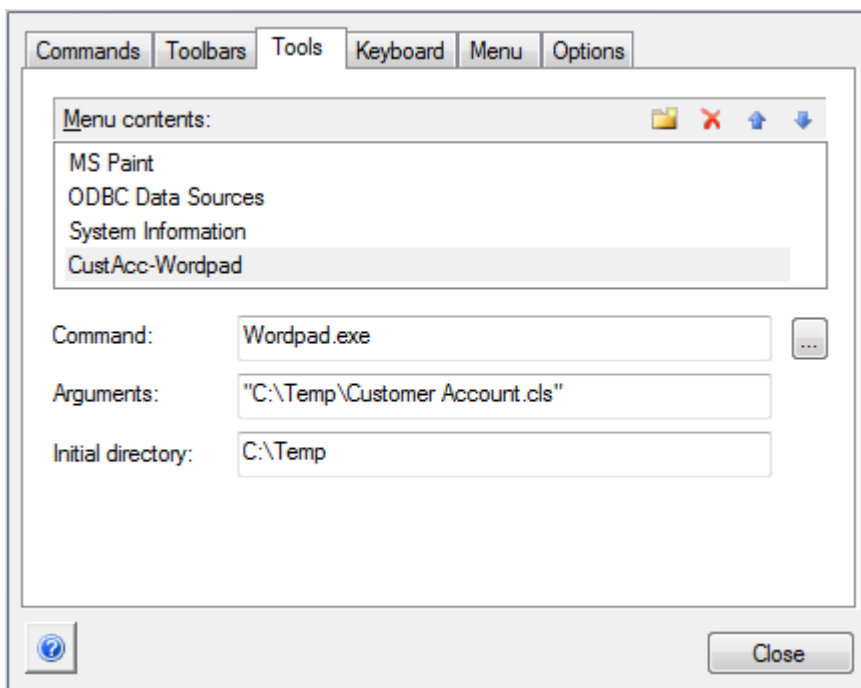 Commands Toolbars Tools Keyboard Menu Options
Menu contents:
MS Paint
ODBC Data Sources
System Information
CustAcc-Wordpad
Command: Wordpad.exe ...
Arguments: "C:\Temp\Customer Account.cls"
Initial directory: C:\Temp
?
Close